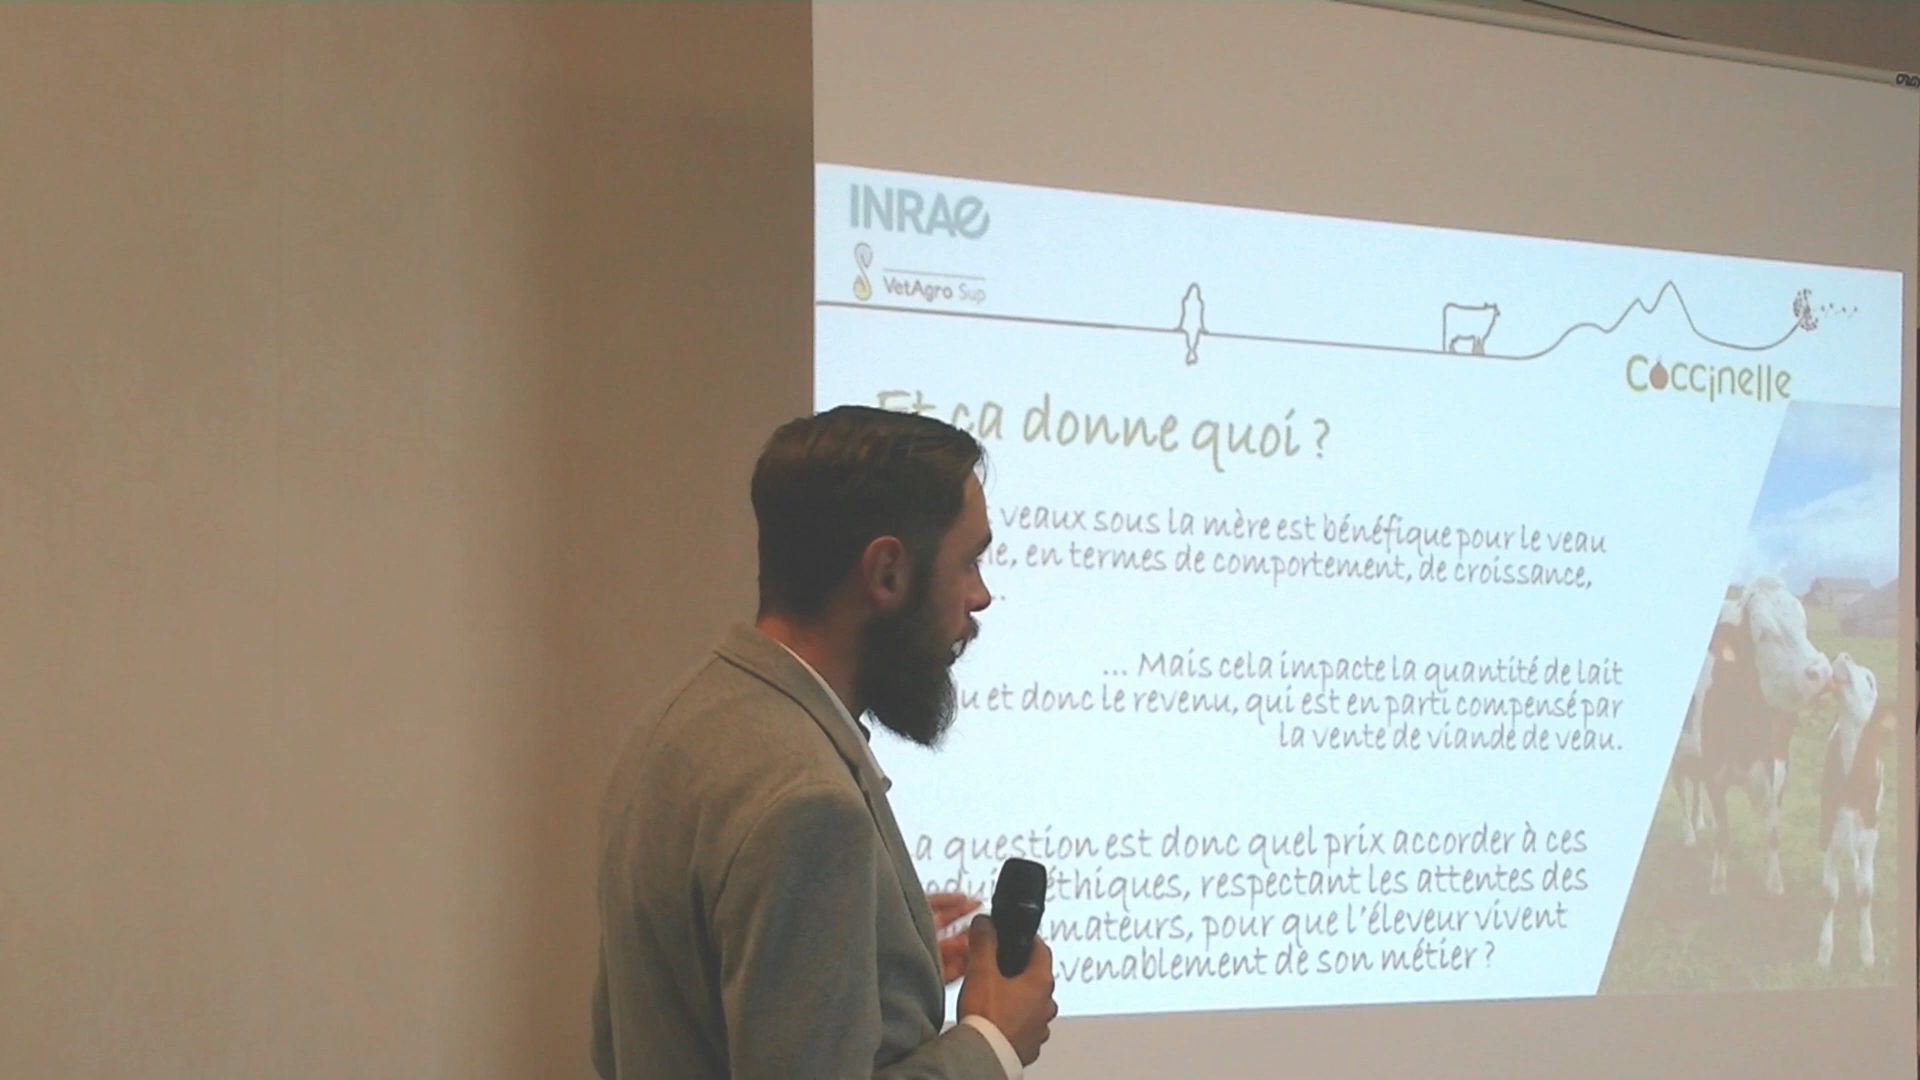 INRAE
VetAgro Sup
Coccinelle
Et ça donne quoi ?
veaux sous la mère est bénéfique pour le veau
en termes de comportement, de croissance,
... Mais cela impacte la quantité de lait
et donc le revenu, qui est en parti compensé par
la vente de viande de veau.
question est donc quel prix accorder à ces
éthiques, respectant les attentes des
pour que l'éleveur vivent
de son métier ?